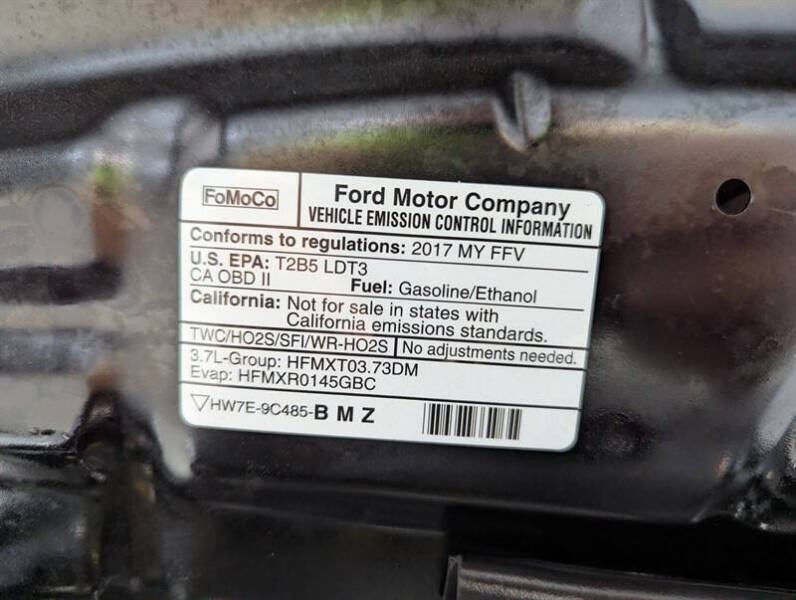 FoMoCo
Ford Motor Company
VEHICLE EMISSION CONTROL INFORMATION
Conforms to regulations: 2017 MY FFV
U.S. EPA: T2B5 LDT3
CA OBD II Fuel: Gasoline/Ethanol
California: Not for sale in states with
California emissions standards.
TWC/HO2S/SFI/WR-HO2S No adjustments needed.
3.7L-Group: HFMXT03.73DM
Evap: HFMXR0145GBC
HW7E-9C485-B M Z